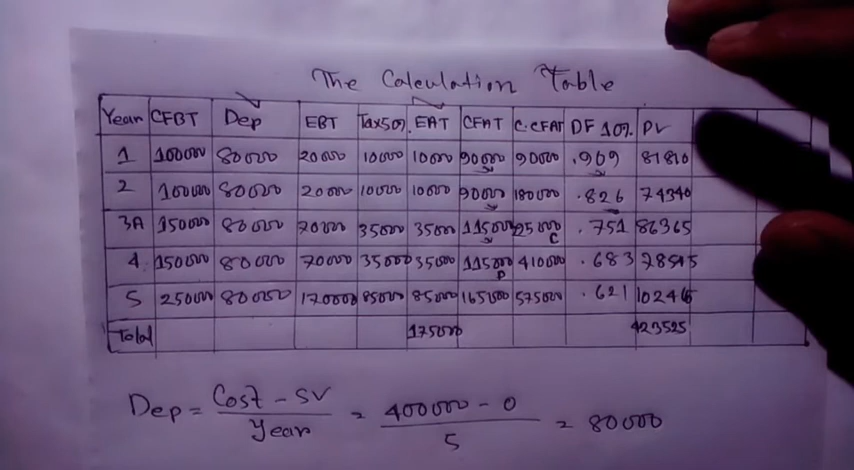 The Calculation Table
Year CFBT Dep EBT Tax50% EAT CFAT C.CFAT DF 10% PV
1 100000 80000 20000 10000 10000 90000 90000 .909 81810
2 100000 80000 20000 10000 10000 90000 180000 .826 74340
3A 150000 80000 70000 35000 35000 115000 C .751 86365
4 150000 80000 70000 35000 35000 115000 D 410000 .683 78545
5 250000 80000 170000 85000 85000 165000 575000 .621 102465
Total 175000 423525
Dep = Cost - SV / Year = 400000 - 0 / 5 = 80000